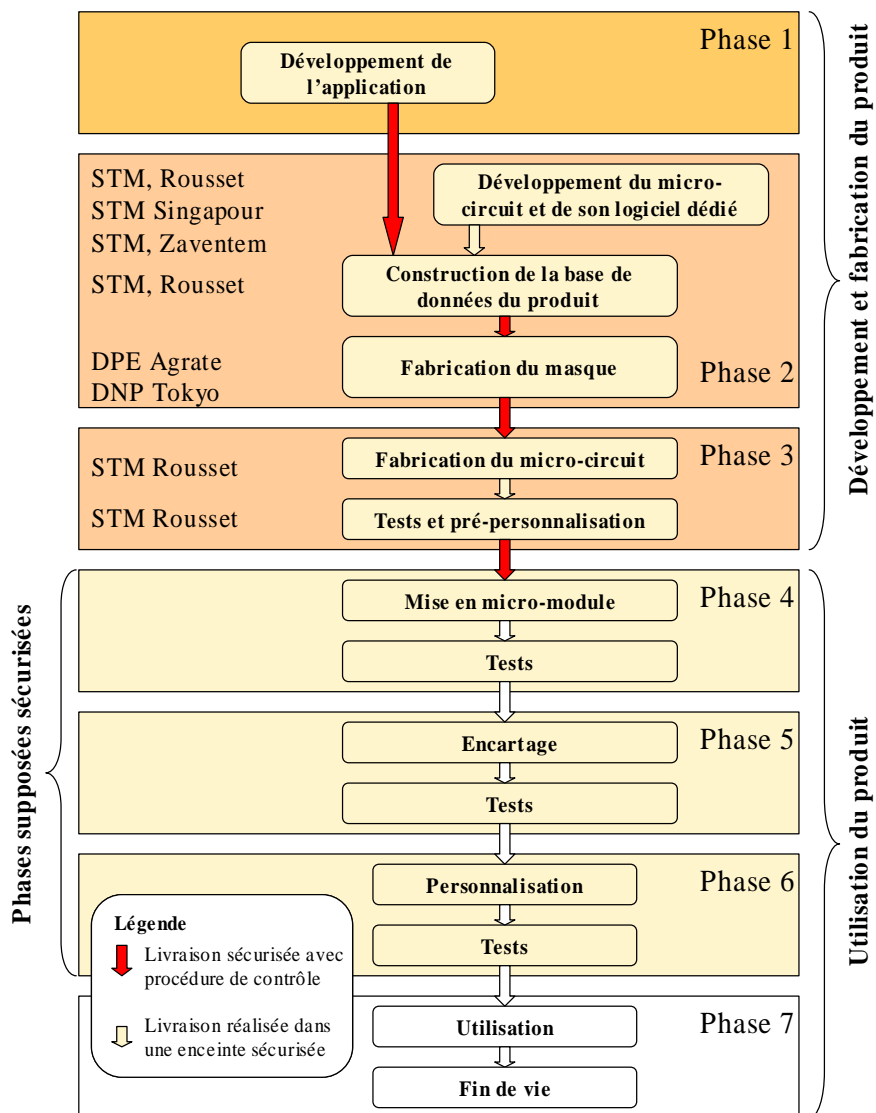 Phase 1
Développement de
l'application
STM, Rousset
STM Singapour
STM, Zaventem
STM, Rousset
Développement du micro-
circuit et de son logiciel dédié
Construction de la base de
données du produit
DPE Agrate
DNP Tokyo
Fabrication du masque
Phase 2
Développement et fabrication du produit
Phase 3
STM Rousset
Fabrication du micro-circuit
STM Rousset
Tests et pré-personnalisation
Phases supposées sécurisées
Phase 4
Mise en micro-module
Tests
Phase 5
Encartage
Tests
Utilisation du produit
Phase 6
Personnalisation
Tests
Légende
Livraison sécurisée avec
procédure de contrôle
Livraison réalisée dans
une enceinte sécurisée
Phase 7
Utilisation
Fin de vie